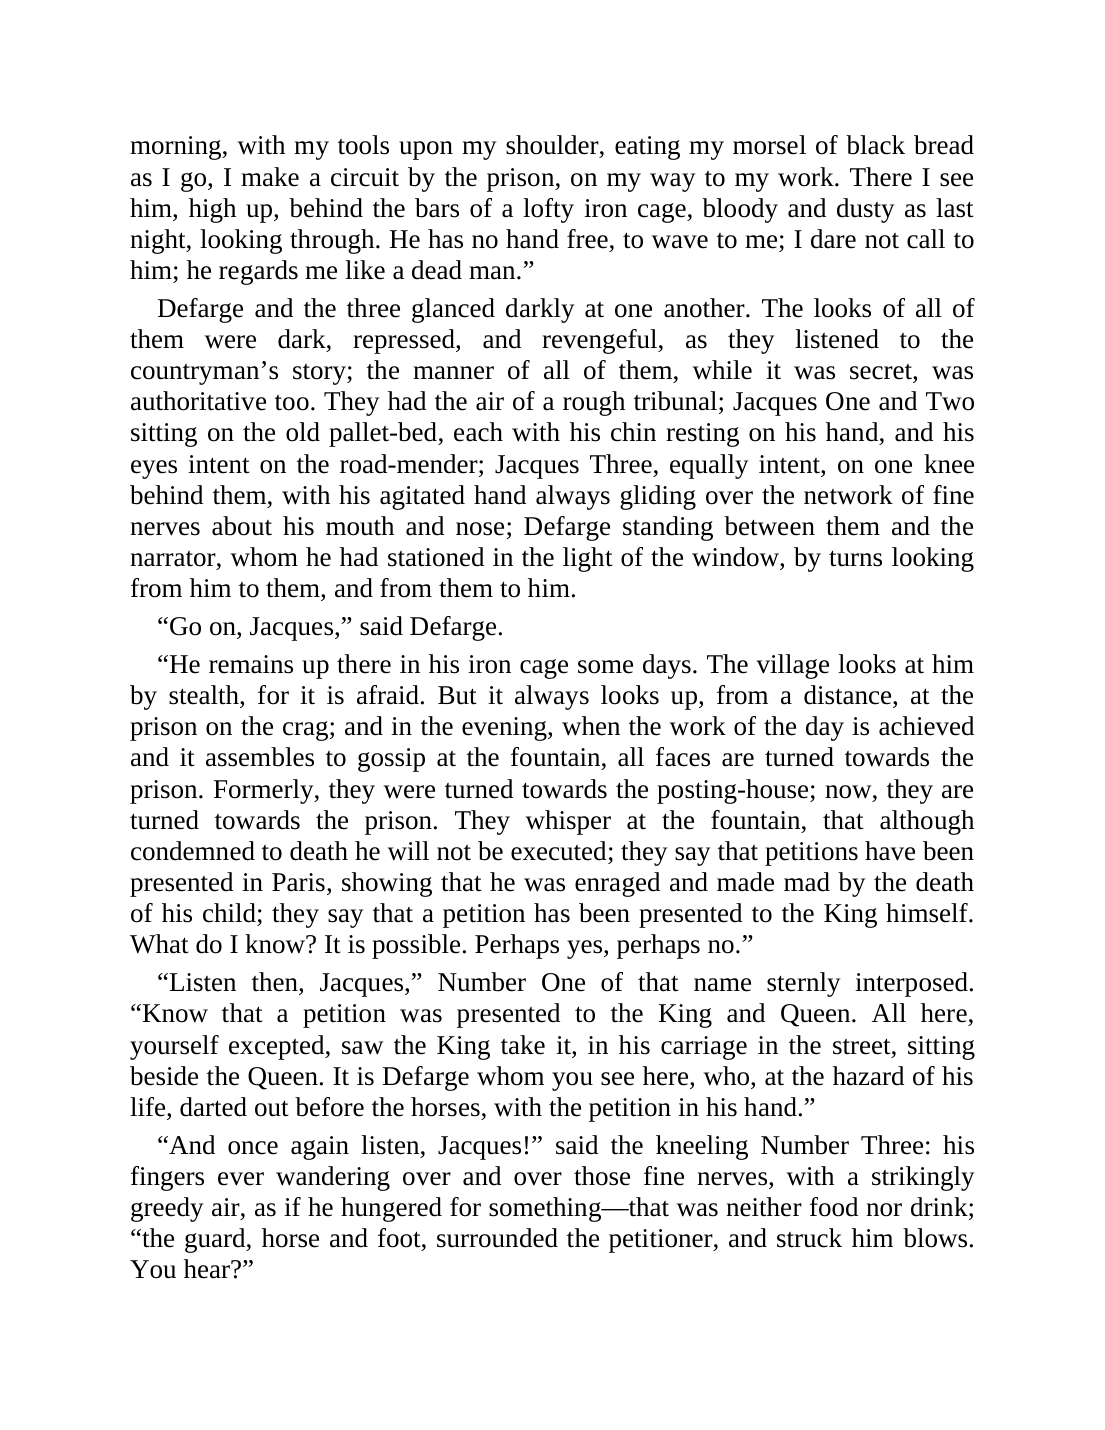 morning, with my tools upon my shoulder, eating my morsel of black bread
as I go, I make a circuit by the prison, on my way to my work. There I see
him, high up, behind the bars of a lofty iron cage, bloody and dusty as last
night, looking through. He has no hand free, to wave to me; I dare not call to
him; he regards me like a dead man.”
Defarge and the three glanced darkly at one another. The looks of all of
them were dark, repressed, and revengeful, as they listened to the
countryman’s story; the manner of all of them, while it was secret, was
authoritative too. They had the air of a rough tribunal; Jacques One and Two
sitting on the old pallet-bed, each with his chin resting on his hand, and his
eyes intent on the road-mender; Jacques Three, equally intent, on one knee
behind them, with his agitated hand always gliding over the network of fine
nerves about his mouth and nose; Defarge standing between them and the
narrator, whom he had stationed in the light of the window, by turns looking
from him to them, and from them to him.
“Go on, Jacques,” said Defarge.
“He remains up there in his iron cage some days. The village looks at him
by stealth, for it is afraid. But it always looks up, from a distance, at the
prison on the crag; and in the evening, when the work of the day is achieved
and it assembles to gossip at the fountain, all faces are turned towards the
prison. Formerly, they were turned towards the posting-house; now, they are
turned towards the prison. They whisper at the fountain, that although
condemned to death he will not be executed; they say that petitions have been
presented in Paris, showing that he was enraged and made mad by the death
of his child; they say that a petition has been presented to the King himself.
What do I know? It is possible. Perhaps yes, perhaps no.”
“Listen then, Jacques,” Number One of that name sternly interposed.
“Know that a petition was presented to the King and Queen. All here,
yourself excepted, saw the King take it, in his carriage in the street, sitting
beside the Queen. It is Defarge whom you see here, who, at the hazard of his
life, darted out before the horses, with the petition in his hand.”
“And once again listen, Jacques!” said the kneeling Number Three: his
fingers ever wandering over and over those fine nerves, with a strikingly
greedy air, as if he hungered for something—that was neither food nor drink;
“the guard, horse and foot, surrounded the petitioner, and struck him blows.
You hear?”